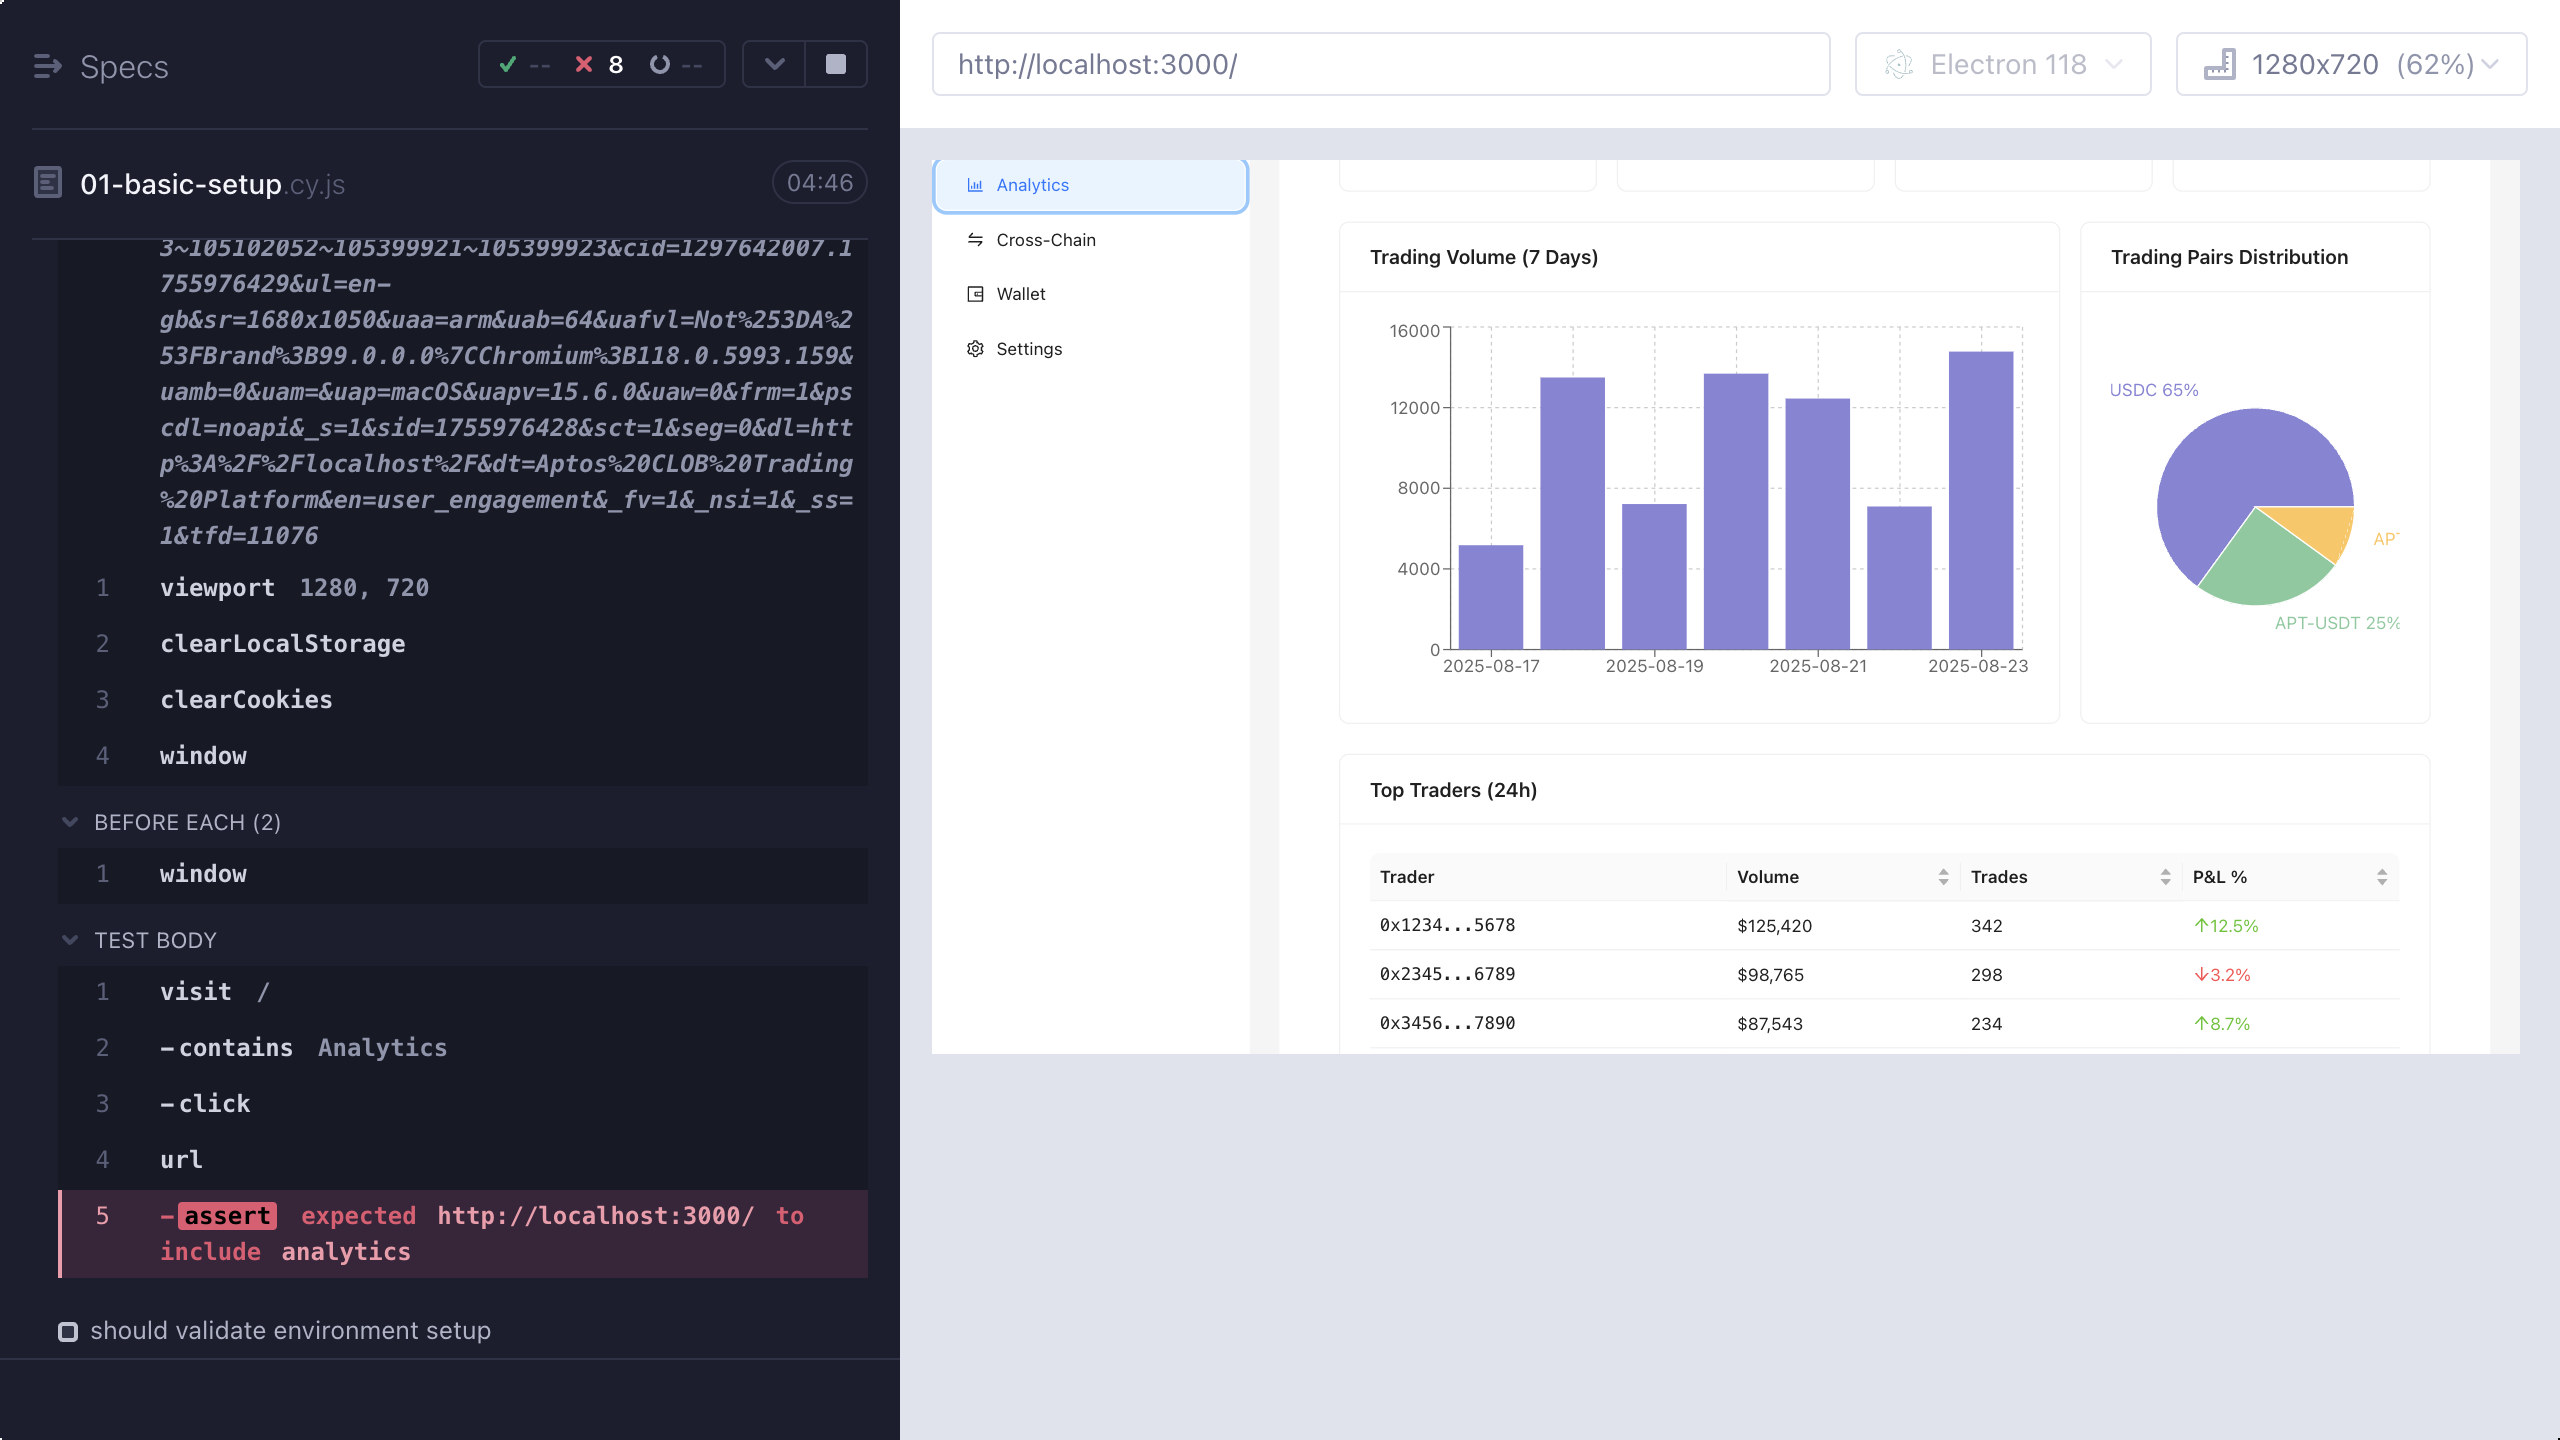 Specs
-- 8 --
01-basic-setup.cy.js 04:46
3~105102052~105399921~105399923&cid=1297642007.1
755976429&ul=en-
gb&sr=1680x1050&uaa=arm&uab=64&uafvl=Not%253DA%2
53FBrand%3B99.0.0.0%7CChromium%3B118.0.5993.159&
uamb=0&uam=&uap=macOS&uapv=15.6.0&uaw=0&frm=1&ps
cdl=noapi&_s=1&sid=1755976428&sct=1&seg=0&dl=htt
p%3A%2F%2Flocalhost%2F&dt=Aptos%20CLOB%20Trading
%20Platform&en=user_engagement&_fv=1&_nsi=1&_ss=
1&tfd=11076
1 viewport 1280, 720
2 clearLocalStorage
3 clearCookies
4 window
BEFORE EACH (2)
1 window
TEST BODY
1 visit /
2 -contains Analytics
3 -click
4 url
5 -assert expected http://localhost:3000/ to
include analytics
should validate environment setup
http://localhost:3000/
Electron 118
1280x720 (62%)
Analytics
Cross-Chain
Wallet
Settings
Trading Volume (7 Days)
16000
12000
8000
4000
0
2025-08-17 2025-08-19 2025-08-21 2025-08-23
Trading Pairs Distribution
USDC 65%
APT-USDT 25%
Top Traders (24h)
Trader Volume Trades P&L %
0x1234...5678 $125,420 342 ↑12.5%
0x2345...6789 $98,765 298 ↓3.2%
0x3456...7890 $87,543 234 ↑8.7%